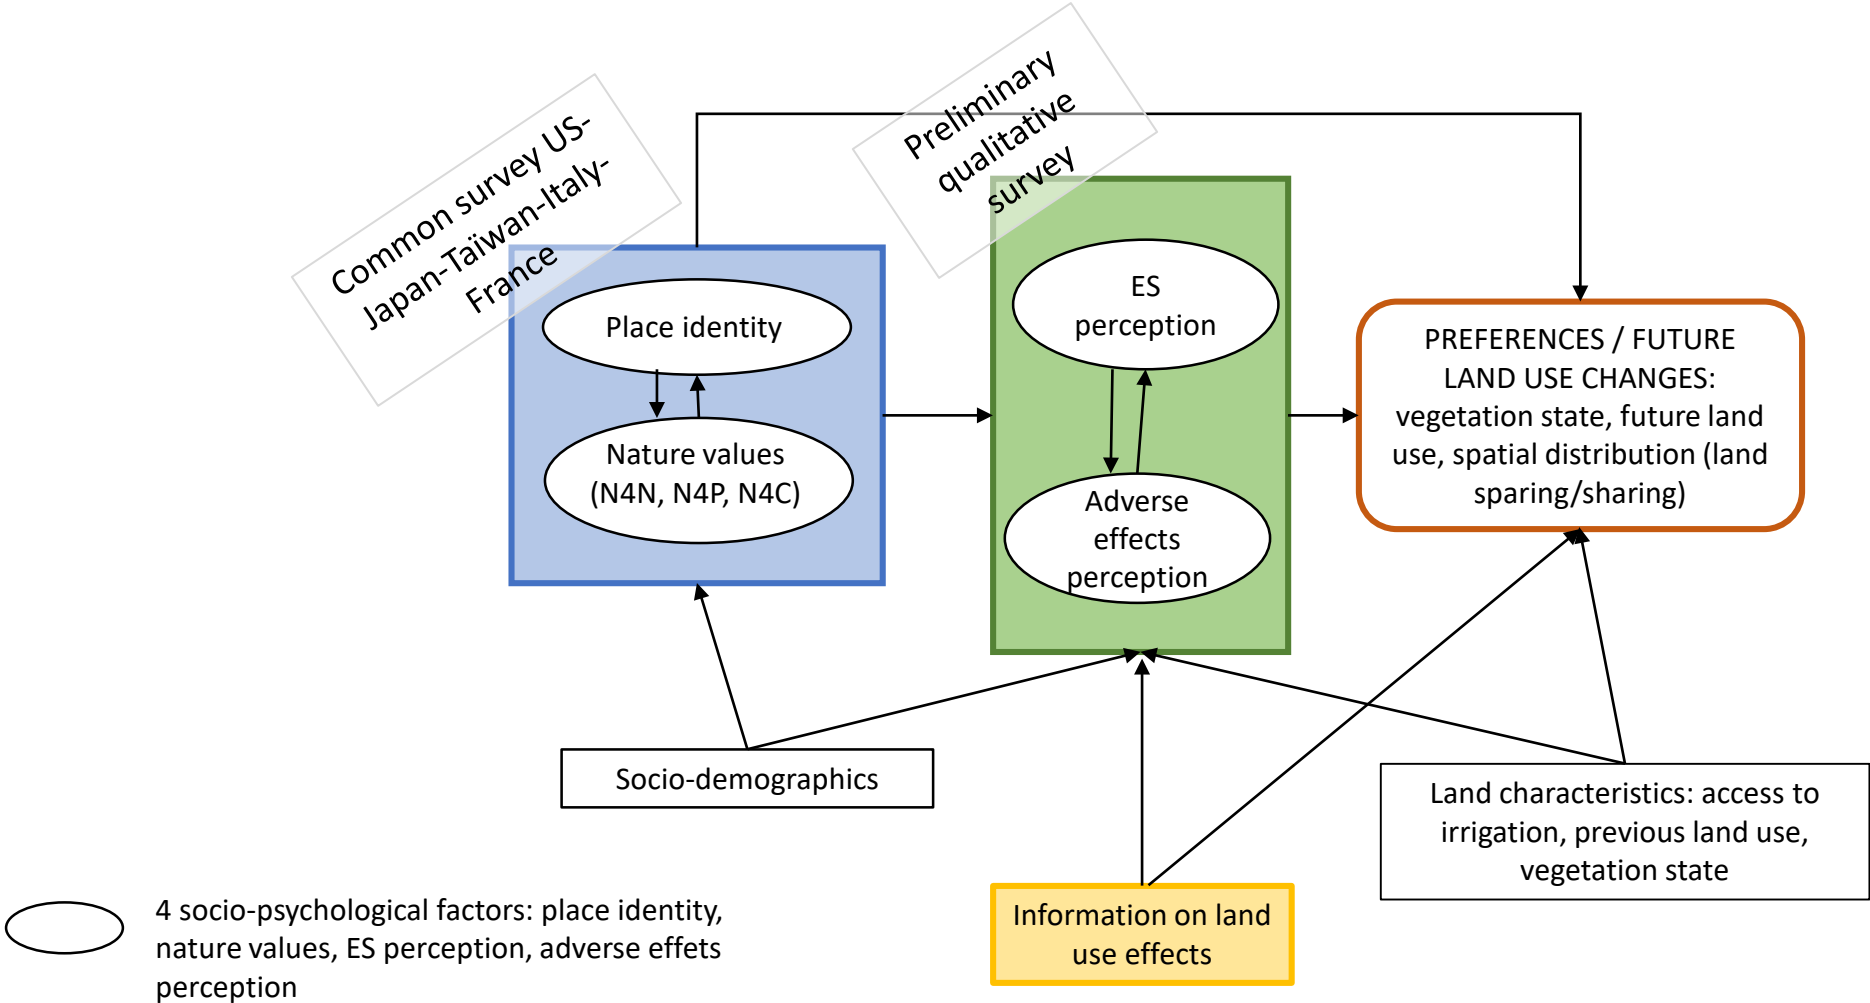 Common survey US-
Japan-Taïwan-Italy-
France
Preliminary
qualitative
survey
Place identity
Nature values
(N4N, N4P, N4C)
ES
perception
Adverse
effects
perception
PREFERENCES / FUTURE
LAND USE CHANGES:
vegetation state, future land
use, spatial distribution (land
sparing/sharing)
Socio-demographics
Land characteristics: access to
irrigation, previous land use,
vegetation state
Information on land
use effects
4 socio-psychological factors: place identity,
nature values, ES perception, adverse effets
perception